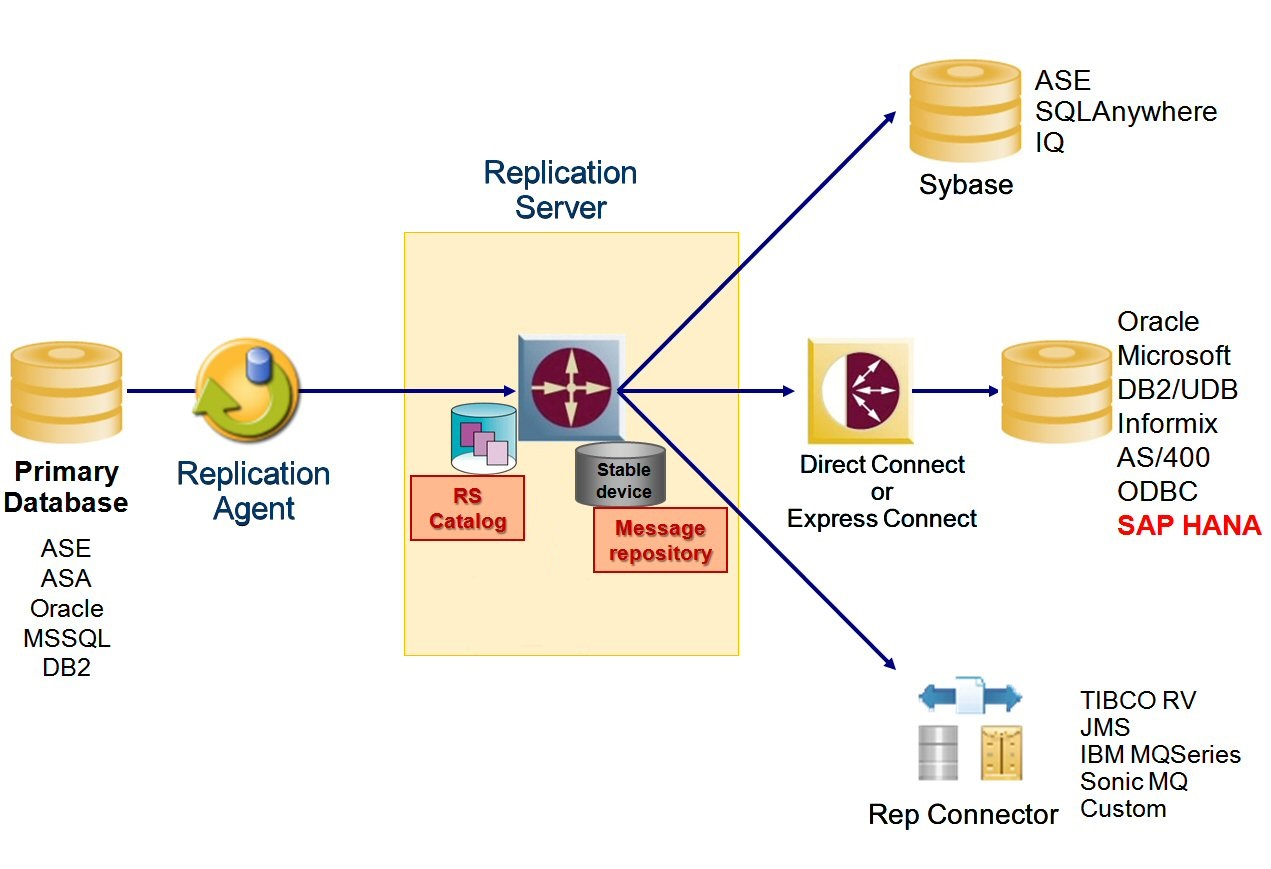 ASE
SQLAnywhere
IQ
Sybase
Replication
Server
Primary
Database
ASE
ASA
Oracle
MSSQL
DB2
Replication
Agent
RS
Catalog
Stable
device
Message
repository
Direct Connect
or
Express Connect
Oracle
Microsoft
DB2/UDB
Informix
AS/400
ODBC
SAP HANA
Rep Connector
TIBCO RV
JMS
IBM MQSeries
Sonic MQ
Custom